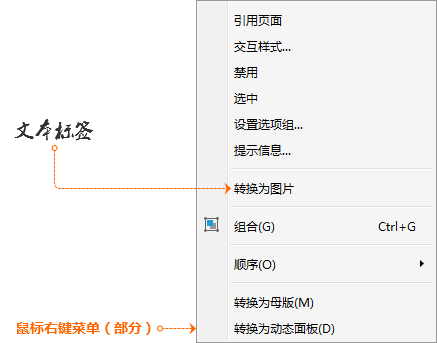 引用页面
交互样式...
禁用
选中
设置选项组...
提示信息...
文本标签
转换为图片
组合(G) Ctrl+G
顺序(O)
转换为母版(M)
鼠标右键菜单（部分）
转换为动态面板(D)